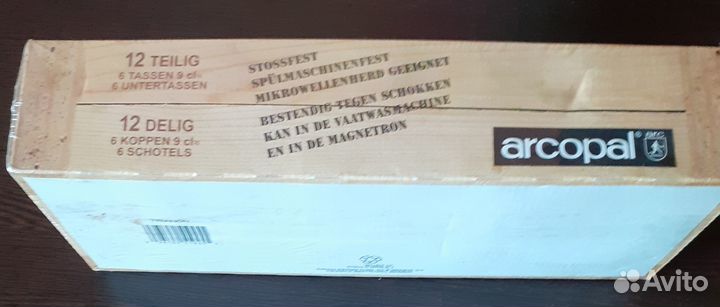 12 TEILIG
6 TASSEN 9 cl℮
6 UNTERTASSEN
STOSSFEST
SPÜLMASCHINENFEST
MIKROWELLENHERD GEEIGNET
12 DELIG
6 KOPPEN 9 cl℮
6 SCHOTELS
BESTENDIG TEGEN SCHOKKEN
KAN IN DE VAATWASMACHINE
EN IN DE MAGNETRON
arcopal®
arc
Avito